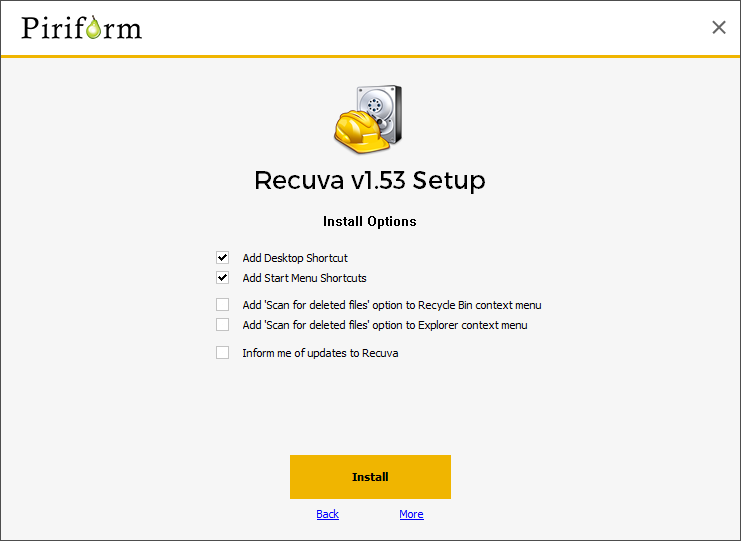 Piriform
Recuva v1.53 Setup
Install Options
Add Desktop Shortcut
Add Start Menu Shortcuts
Add 'Scan for deleted files' option to Recycle Bin context menu
Add 'Scan for deleted files' option to Explorer context menu
Inform me of updates to Recuva
Install
Back More